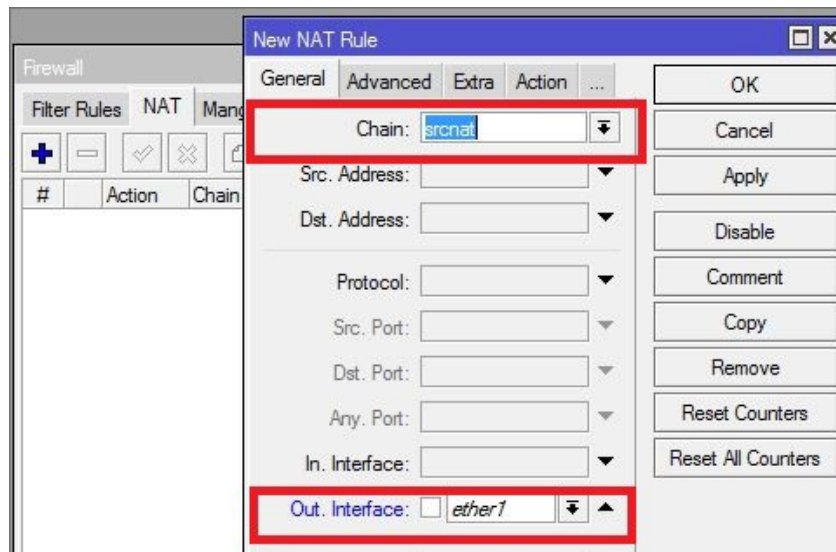 New NAT Rule
Firewall
General Advanced Extra Action ...
OK
Filter Rules NAT Mang
Chain: srcnat
Cancel
Src. Address:
Apply
# Action Chain
Dst. Address:
Disable
Protocol:
Comment
Src. Port:
Copy
Dst. Port:
Remove
Any. Port:
Reset Counters
In. Interface:
Reset All Counters
Out. Interface: ether1